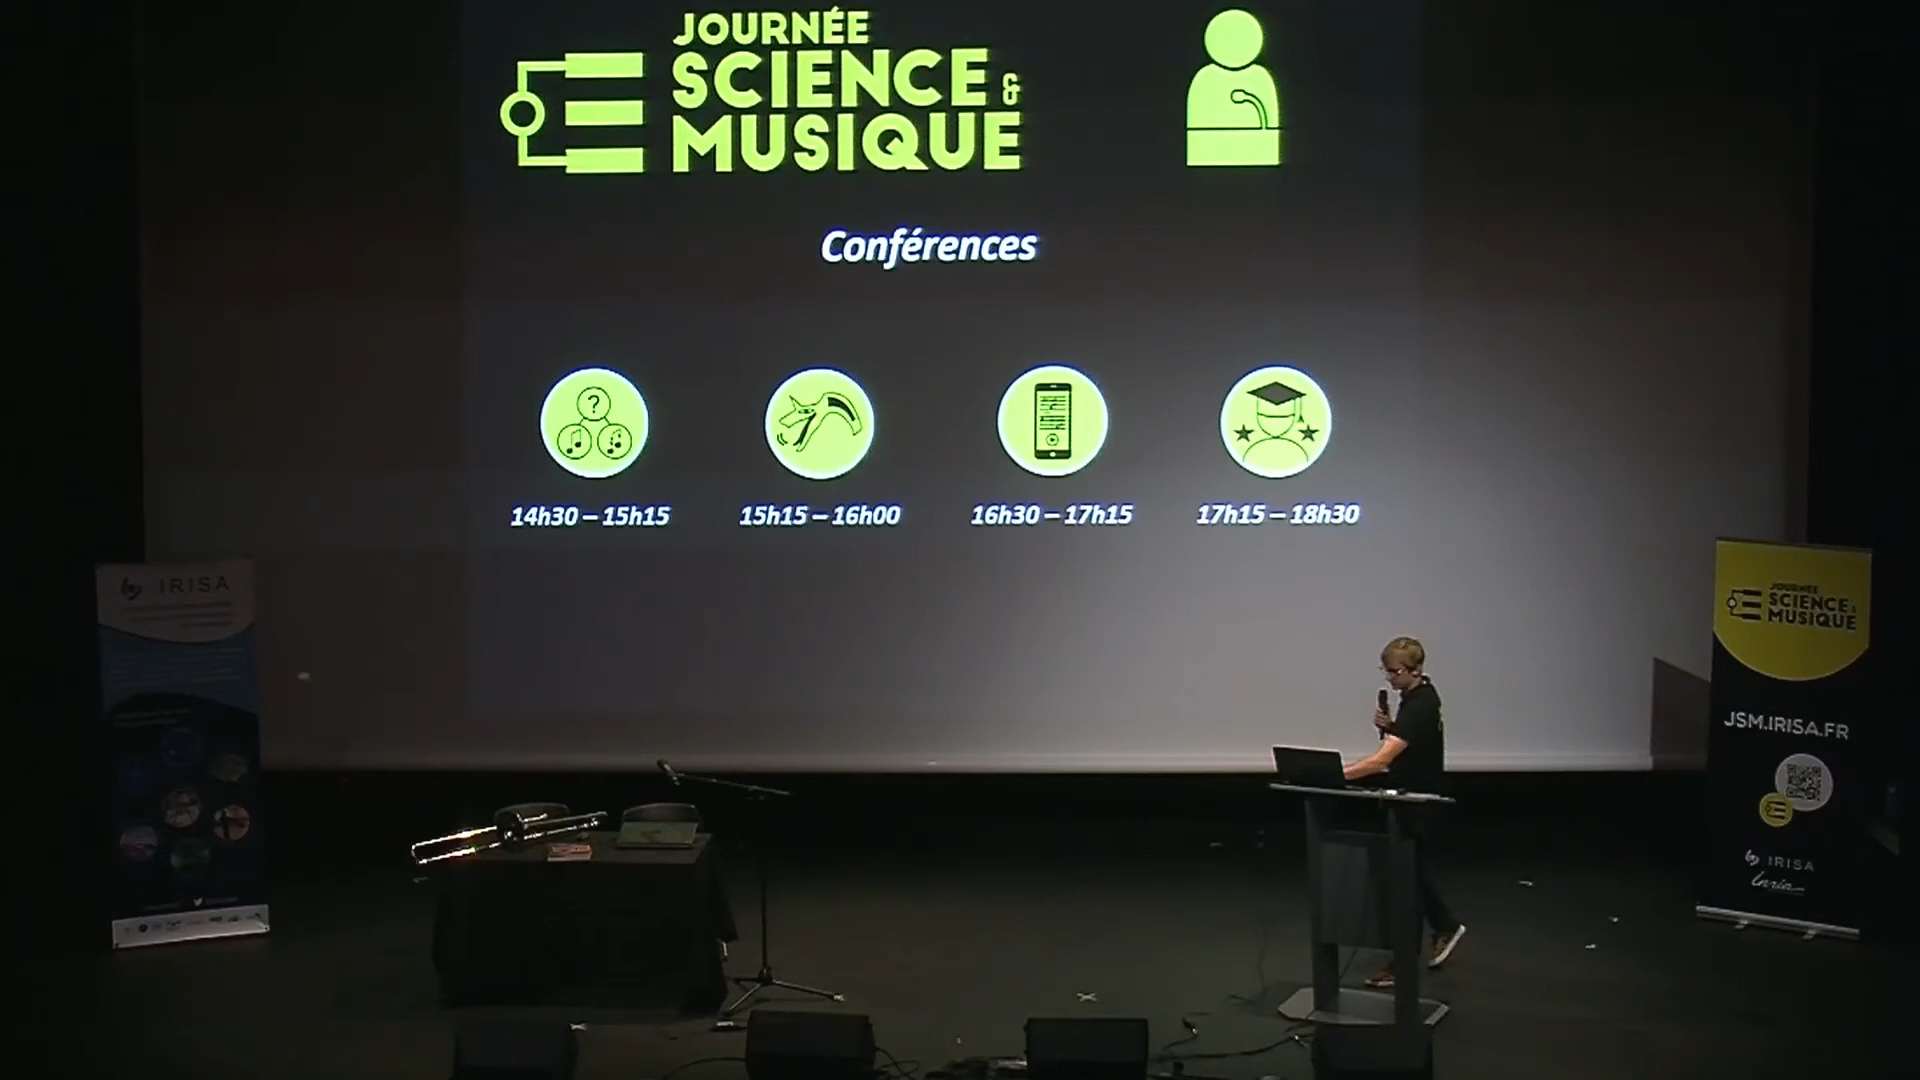 JOURNÉE
SCIENCE &
MUSIQUE
Conférences
?
14h30 – 15h15
15h15 – 16h00
16h30 – 17h15
17h15 – 18h30
IRISA
JOURNÉE
SCIENCE &
MUSIQUE
JSM.IRISA.FR
IRISA
Inria